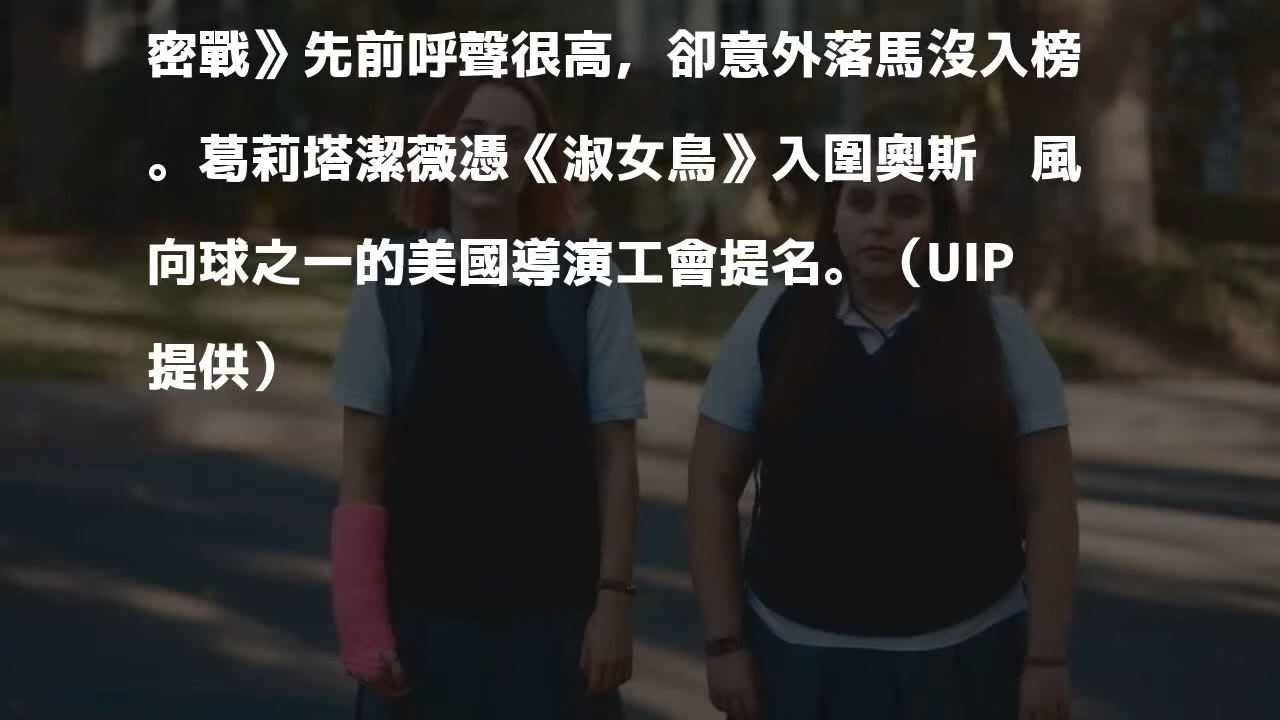 密戰》先前呼聲很高，卻意外落馬沒入榜
。葛莉塔潔薇憑《淑女鳥》入圍奧斯　風
向球之一的美國導演工會提名。（UIP
提供）